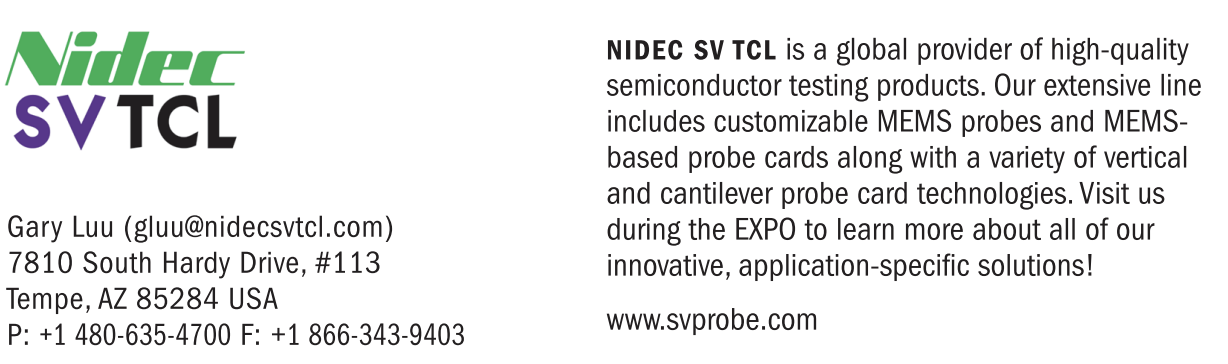 Nidec
SV TCL
Gary Luu (gluu@nidecsvtcl.com)
7810 South Hardy Drive, #113
Tempe, AZ 85284 USA
P: +1 480-635-4700 F: +1 866-343-9403
NIDEC SV TCL is a global provider of high-quality
semiconductor testing products. Our extensive line
includes customizable MEMS probes and MEMS-
based probe cards along with a variety of vertical
and cantilever probe card technologies. Visit us
during the EXPO to learn more about all of our
innovative, application-specific solutions!
www.svprobe.com